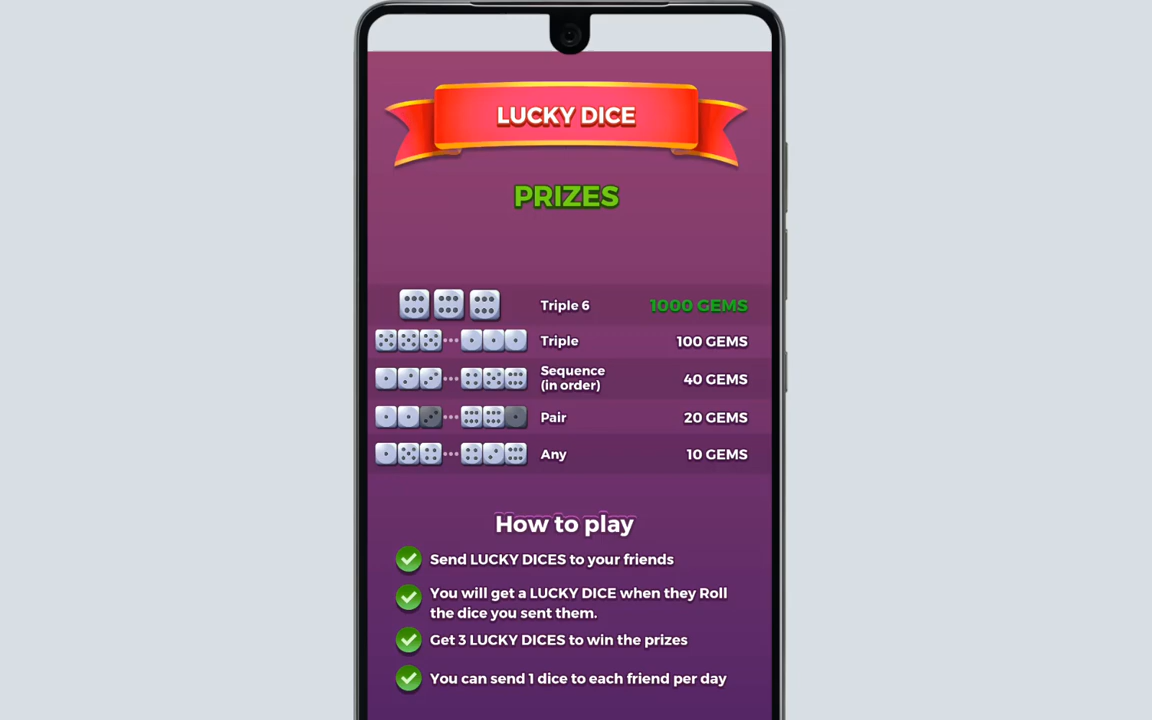 LUCKY DICE
PRIZES
Triple 6 1000 GEMS
Triple 100 GEMS
Sequence
(in order) 40 GEMS
Pair 20 GEMS
Any 10 GEMS
How to play
Send LUCKY DICES to your friends
You will get a LUCKY DICE when they Roll
the dice you sent them.
Get 3 LUCKY DICES to win the prizes
You can send 1 dice to each friend per day